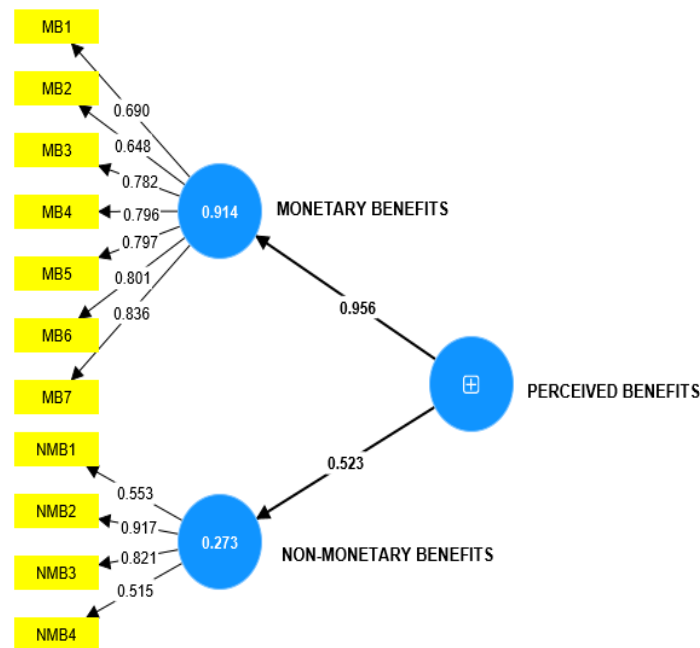 MB1
MB2
0.690
0.648
MB3
0.782
MB4
0.796
0.914
MONETARY BENEFITS
0.797
MB5
0.801
0.836
0.956
MB6
MB7
PERCEIVED BENEFITS
NMB1
0.523
0.553
NMB2
0.917
0.273
NON-MONETARY BENEFITS
0.821
NMB3
0.515
NMB4